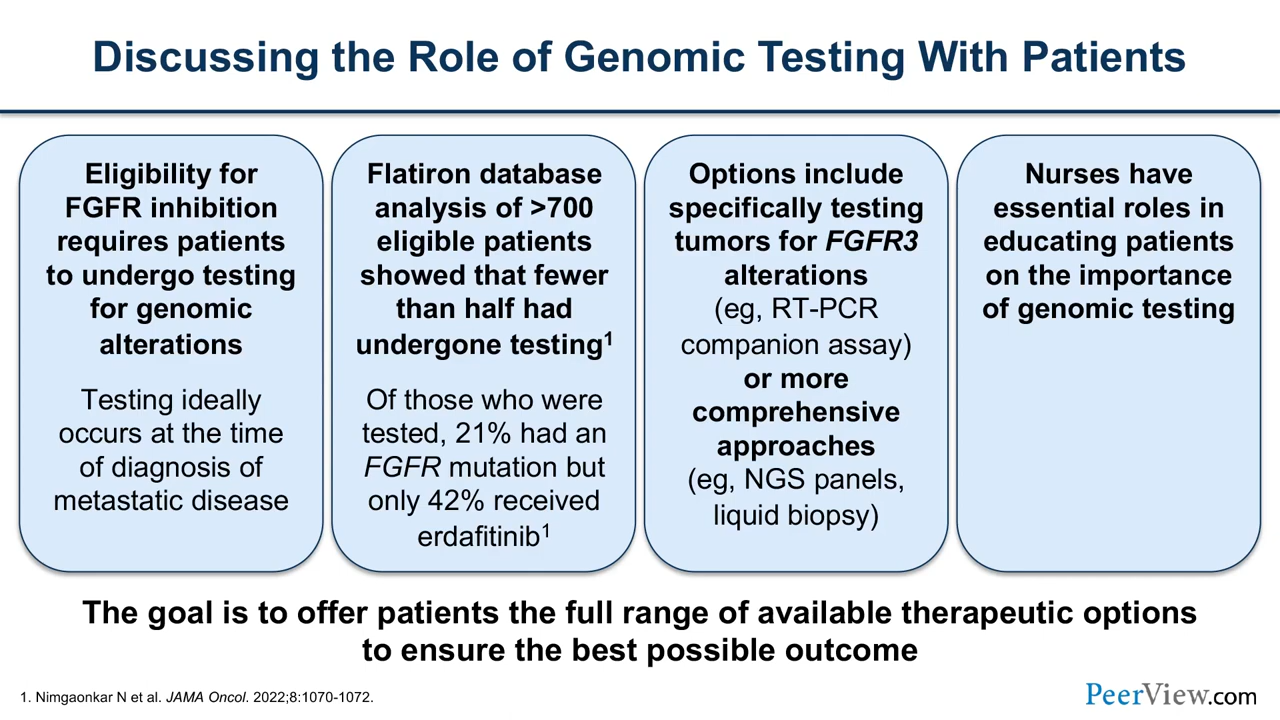 Discussing the Role of Genomic Testing With Patients
Eligibility for
FGFR inhibition
requires patients
to undergo testing
for genomic
alterations
Testing ideally
occurs at the time
of diagnosis of
metastatic disease
Flatiron database
analysis of >700
eligible patients
showed that fewer
than half had
undergone testing¹
Of those who were
tested, 21% had an
FGFR mutation but
only 42% received
erdafitinib¹
Options include
specifically testing
tumors for FGFR3
alterations
(eg, RT-PCR
companion assay)
or more
comprehensive
approaches
(eg, NGS panels,
liquid biopsy)
Nurses have
essential roles in
educating patients
on the importance
of genomic testing
The goal is to offer patients the full range of available therapeutic options
to ensure the best possible outcome
1. Nimgaonkar N et al. JAMA Oncol. 2022;8:1070-1072.
PeerView.com